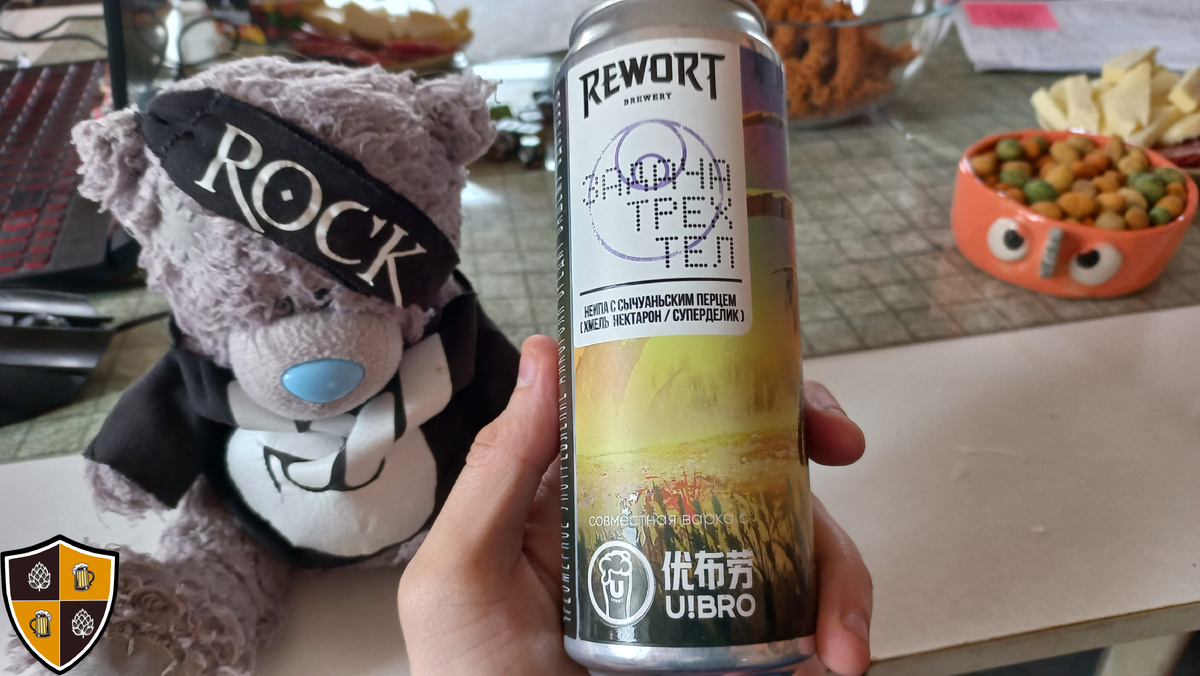 ROCK
REWORT
BREWERY
ЗАДАЧА
ТРЕХ
ТЕЛ
НЕИПА С СЫЧУАНЬСКИМ ПЕРЦЕМ
(ХМЕЛЬ НЕКТАРОН / СУПЕРДЕЛИК)
совместная варка с
U
优布劳
U!BRO